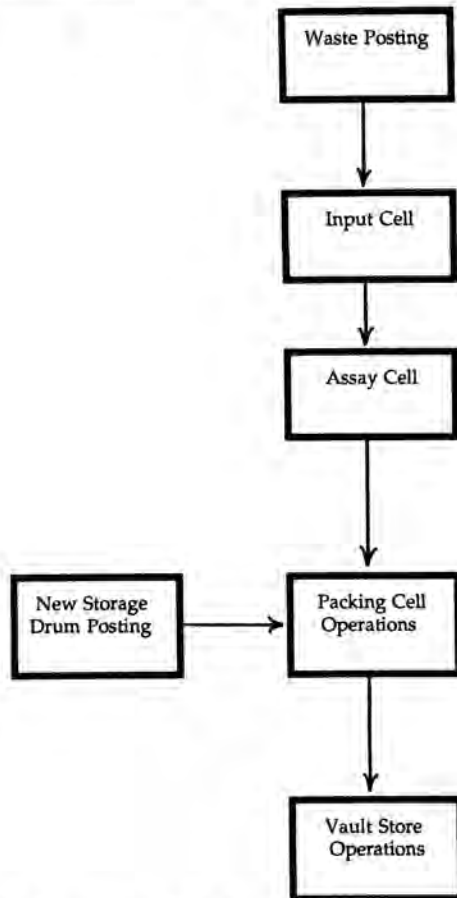 Waste Posting
Input Cell
Assay Cell
New Storage
Drum Posting
Packing Cell
Operations
Vault Store
Operations